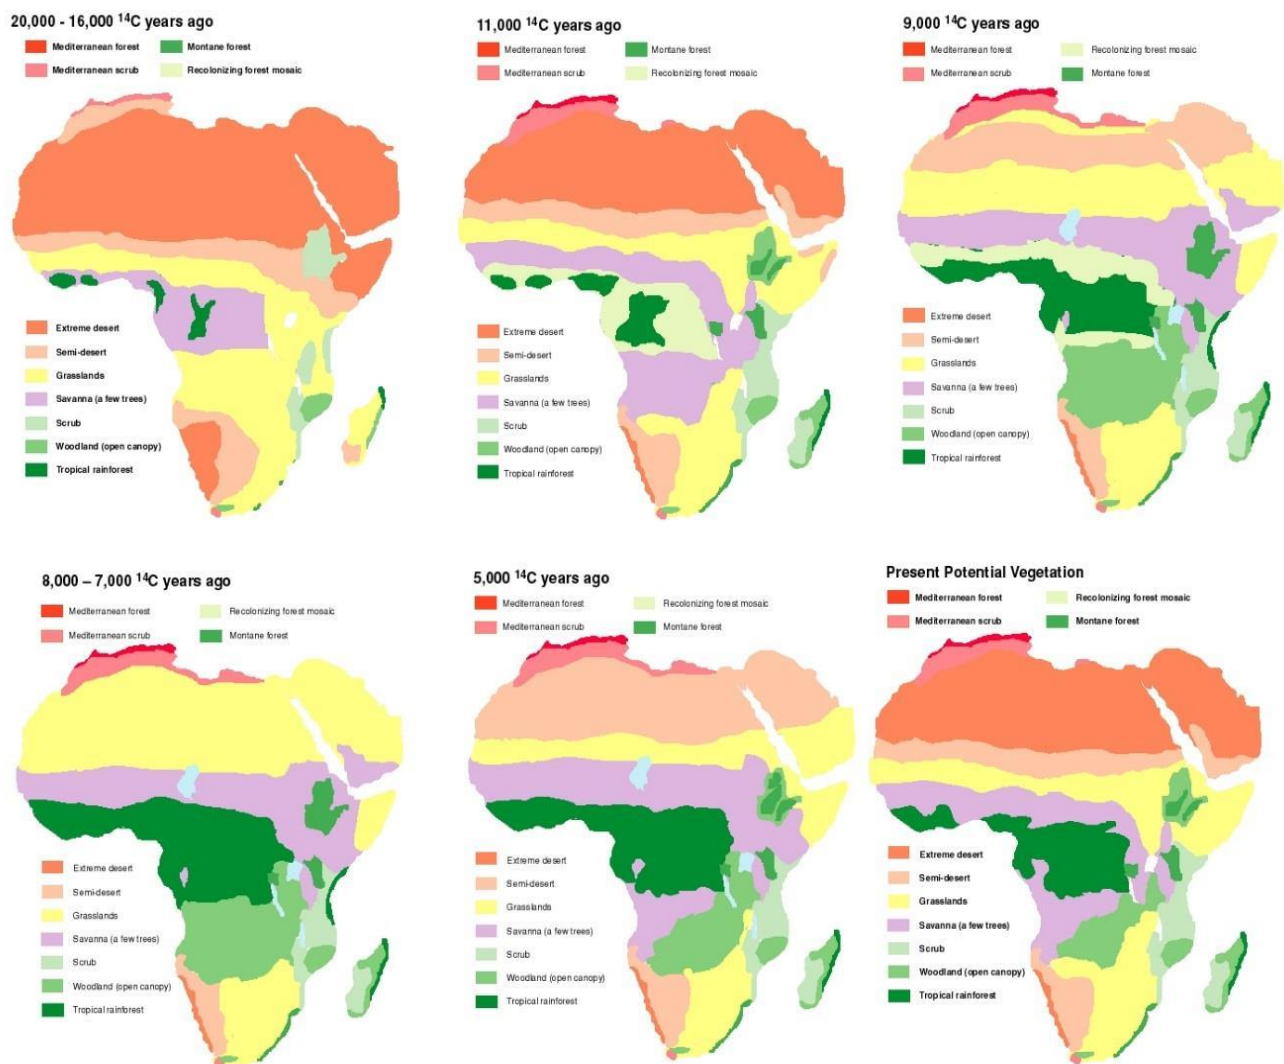 20,000 - 16,000 ¹⁴C years ago
Mediterranean forest
Montane forest
Mediterranean scrub
Recolonizing forest mosaic
Extreme desert
Semi-desert
Grasslands
Savanna (a few trees)
Scrub
Woodland (open canopy)
Tropical rainforest
11,000 ¹⁴C years ago
Mediterranean forest
Montane forest
Mediterranean scrub
Recolonizing forest mosaic
Extreme desert
Semi-desert
Grasslands
Savanna (a few trees)
Scrub
Woodland (open canopy)
Tropical rainforest
9,000 ¹⁴C years ago
Mediterranean forest
Recolonizing forest mosaic
Mediterranean scrub
Montane forest
Extreme desert
Semi-desert
Grasslands
Savanna (a few trees)
Scrub
Woodland (open canopy)
Tropical rainforest
8,000 – 7,000 ¹⁴C years ago
Mediterranean forest
Recolonizing forest mosaic
Mediterranean scrub
Montane forest
Extreme desert
Semi-desert
Grasslands
Savanna (a few trees)
Scrub
Woodland (open canopy)
Tropical rainforest
5,000 ¹⁴C years ago
Mediterranean forest
Recolonizing forest mosaic
Mediterranean scrub
Montane forest
Extreme desert
Semi-desert
Grasslands
Savanna (a few trees)
Scrub
Woodland (open canopy)
Tropical rainforest
Present Potential Vegetation
Mediterranean forest
Recolonizing forest mosaic
Mediterranean scrub
Montane forest
Extreme desert
Semi-desert
Grasslands
Savanna (a few trees)
Scrub
Woodland (open canopy)
Tropical rainforest